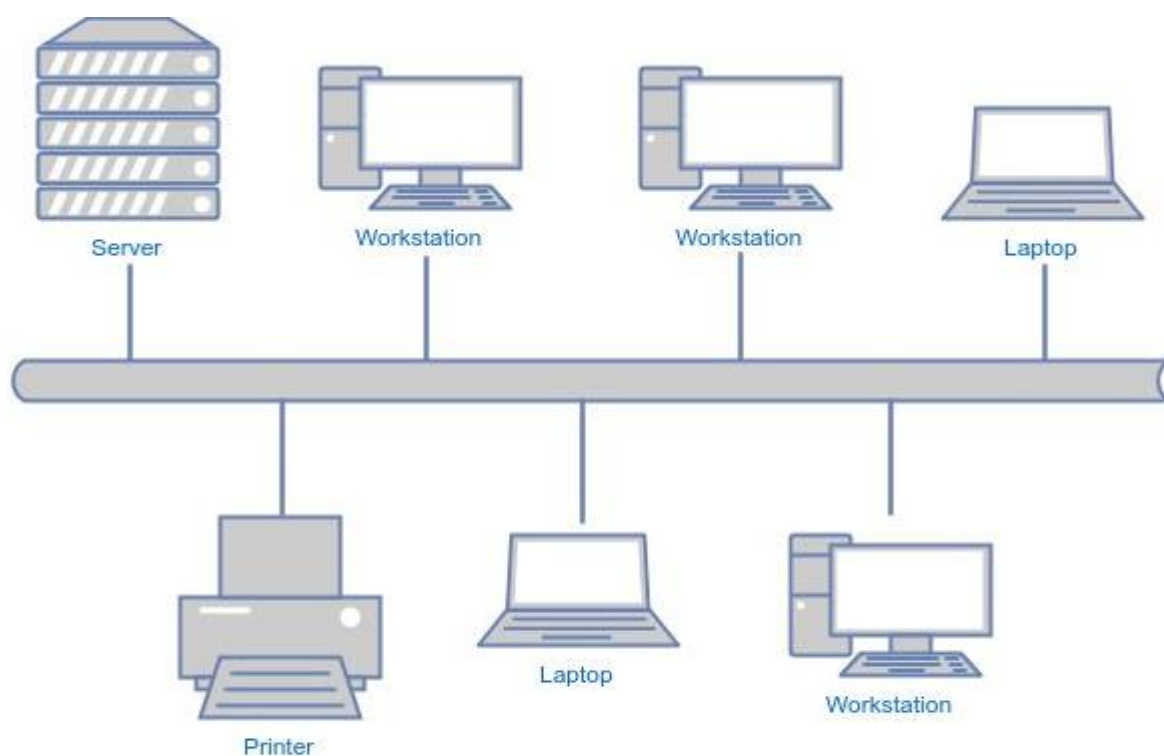 Server
Workstation
Workstation
Laptop
Printer
Laptop
Workstation